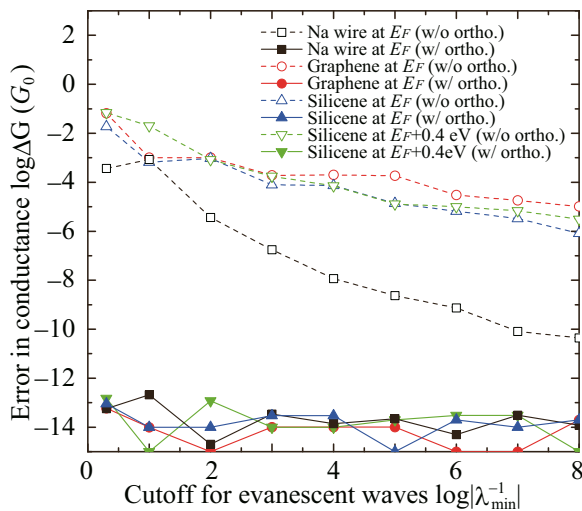 2
0
−2
−4
−6
−8
−10
−12
−14
0
2
4
6
8
Error in conductance logΔG (G0)
Cutoff for evanescent waves log|λ−1min|
Na wire at EF (w/o ortho.)
Na wire at EF (w/ ortho.)
Graphene at EF (w/o ortho.)
Graphene at EF (w/ ortho.)
Silicene at EF (w/o ortho.)
Silicene at EF (w/ ortho.)
Silicene at EF+0.4 eV (w/o ortho.)
Silicene at EF+0.4eV (w/ ortho.)